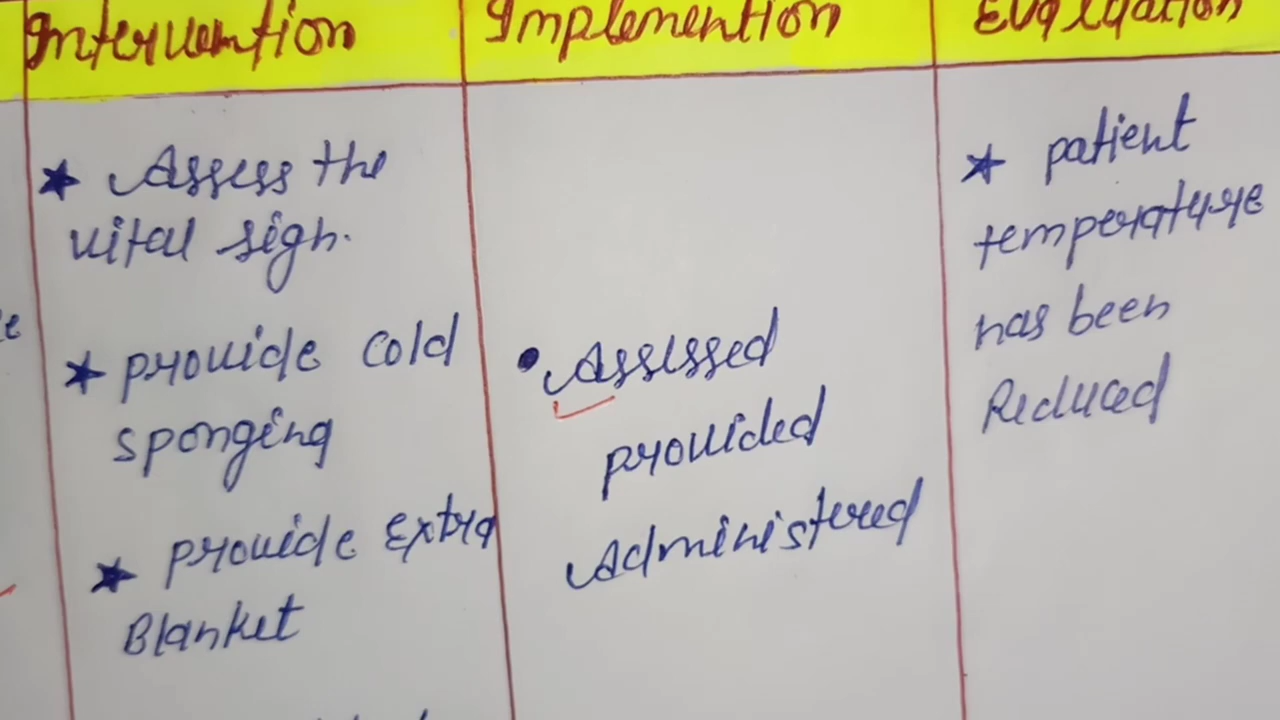 Intervention
Assess the
vital sign.
provide cold
sponging
provide Extra
Blanket
Implemention
Assessed
provided
Administered
Evaluation
patient
temperature
has been
Reduced